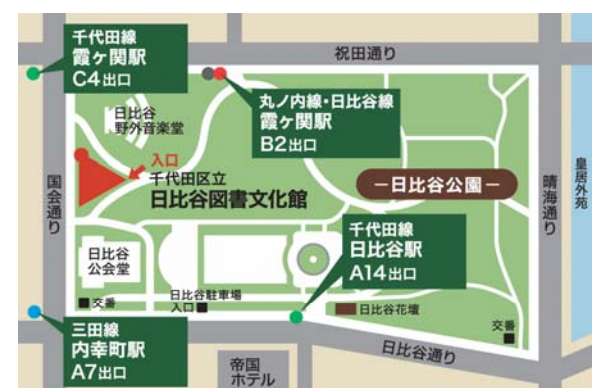 千代田線
霞ヶ関駅
C4出口
祝田通り
丸ノ内線・日比谷線
霞ヶ関駅
B2出口
日比谷
野外音楽堂
入口
千代田区立
日比谷図書文化館
ー日比谷公園ー
国会通り
晴海通り
皇居外苑
千代田線
日比谷駅
A14出口
日比谷
公会堂
交番
日比谷駐車場
入口
日比谷花壇
交番
三田線
内幸町駅
A7出口
帝国
ホテル
日比谷通り